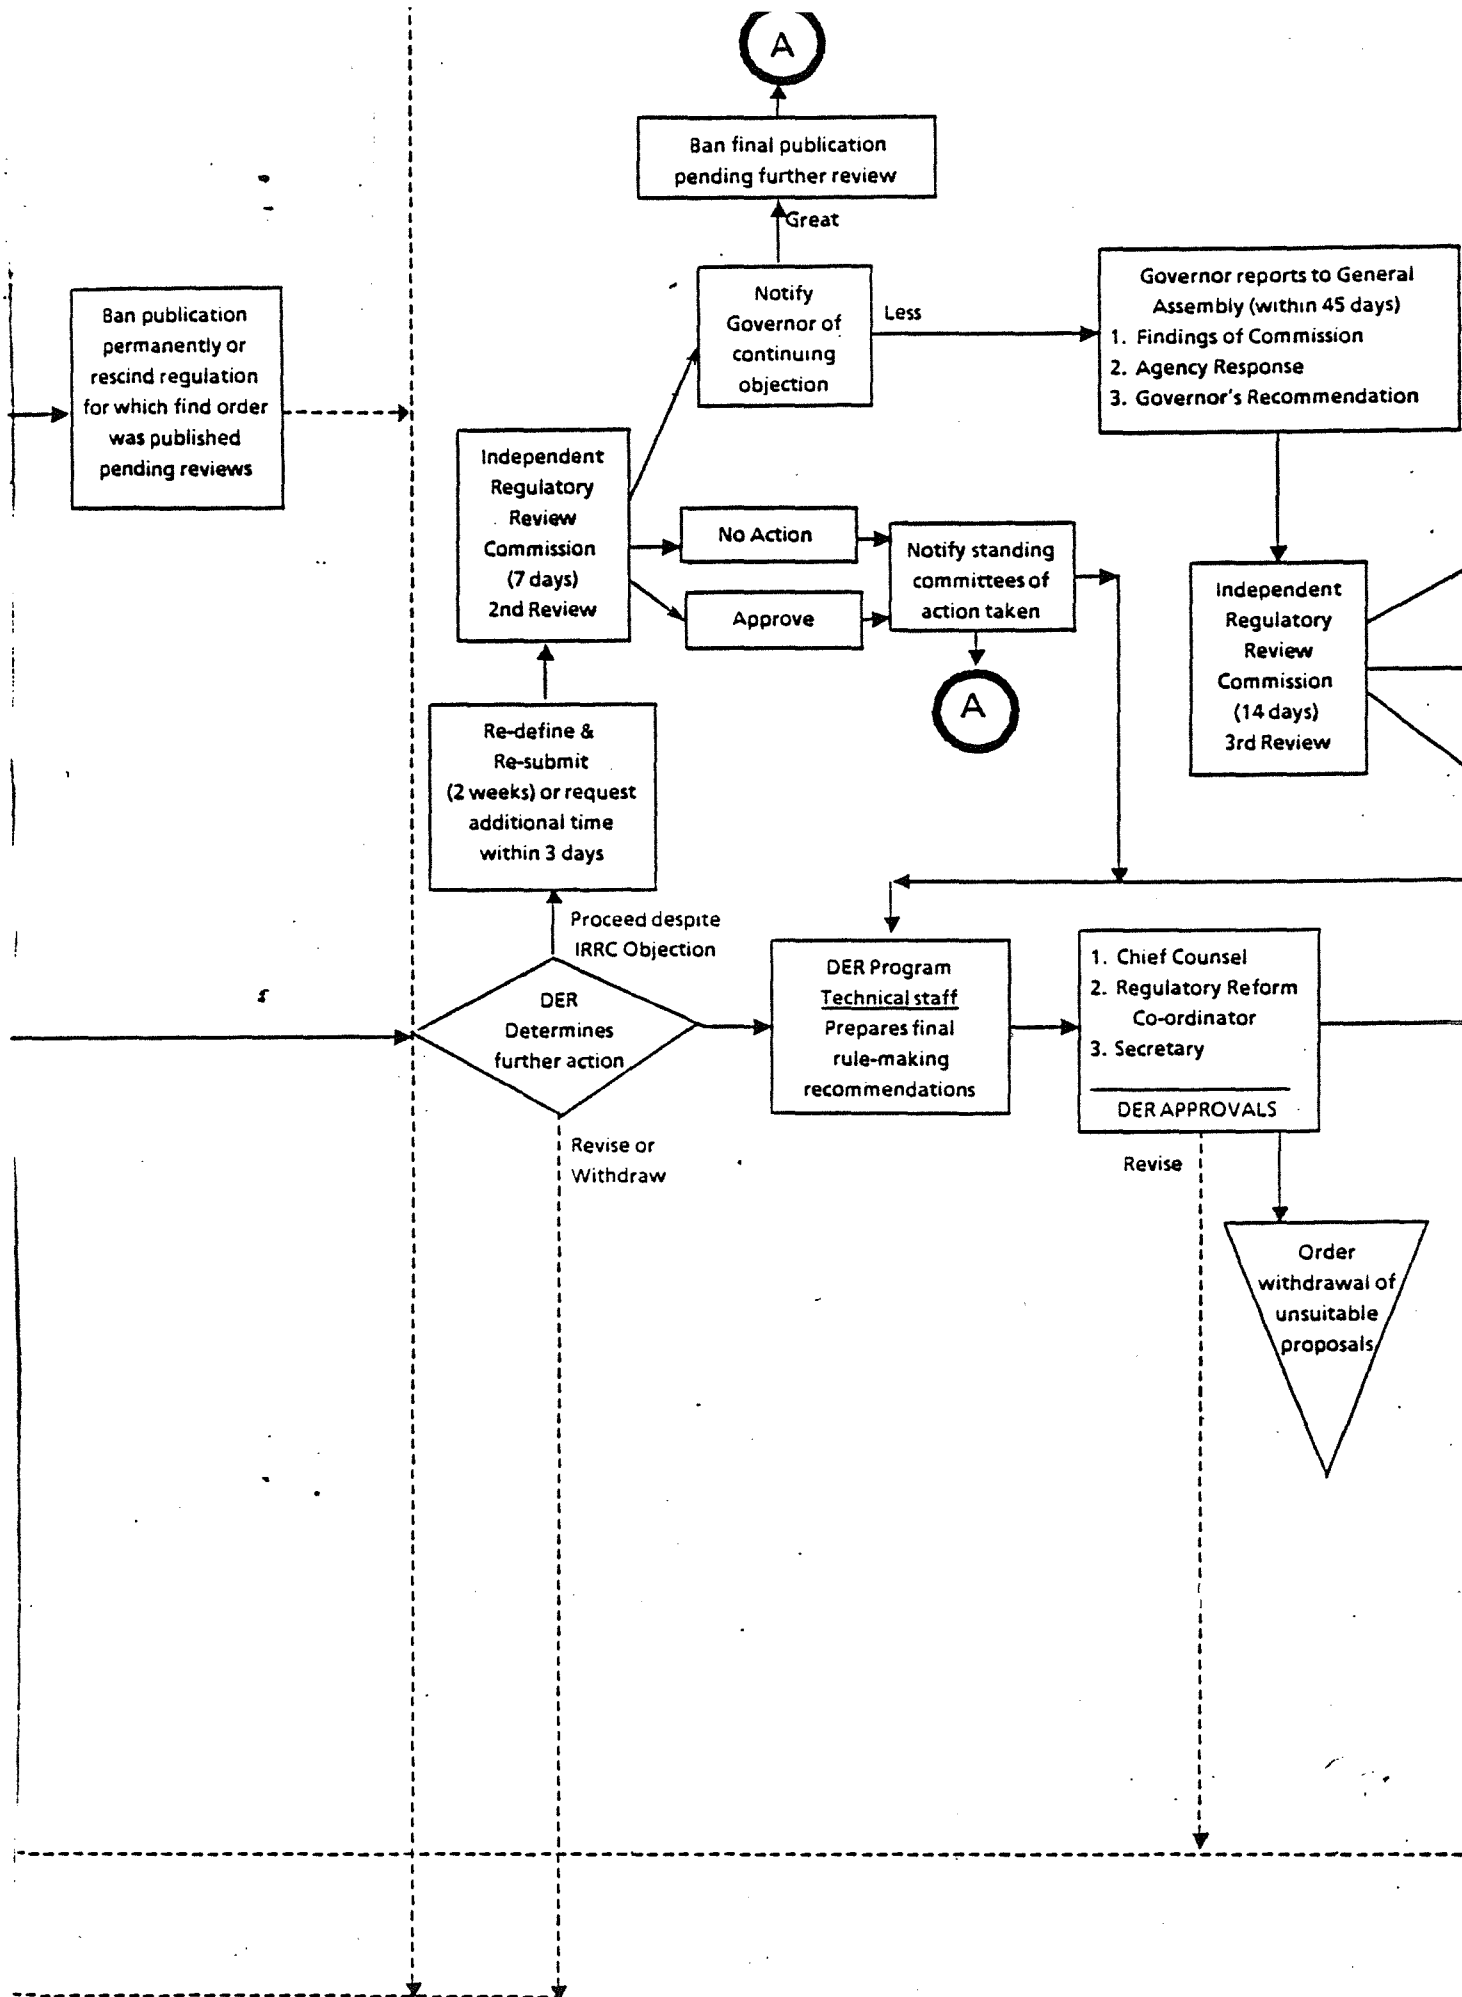 A
Ban final publication
pending further review
Great
Notify
Governor of
continuing
objection
Less
Governor reports to General
Assembly (within 45 days)
1. Findings of Commission
2. Agency Response
3. Governor's Recommendation
Ban publication
permanently or
rescind regulation
for which find order
was published
pending reviews
Independent
Regulatory
Review
Commission
(7 days)
2nd Review
No Action
Approve
Notify standing
committees of
action taken
A
Independent
Regulatory
Review
Commission
(14 days)
3rd Review
Re-define &
Re-submit
(2 weeks) or request
additional time
within 3 days
Proceed despite
IRRC Objection
DER
Determines
further action
Revise or
Withdraw
DER Program
Technical staff
Prepares final
rule-making
recommendations
1. Chief Counsel
2. Regulatory Reform
Co-ordinator
3. Secretary
DER APPROVALS
Revise
Order
withdrawal of
unsuitable
proposals